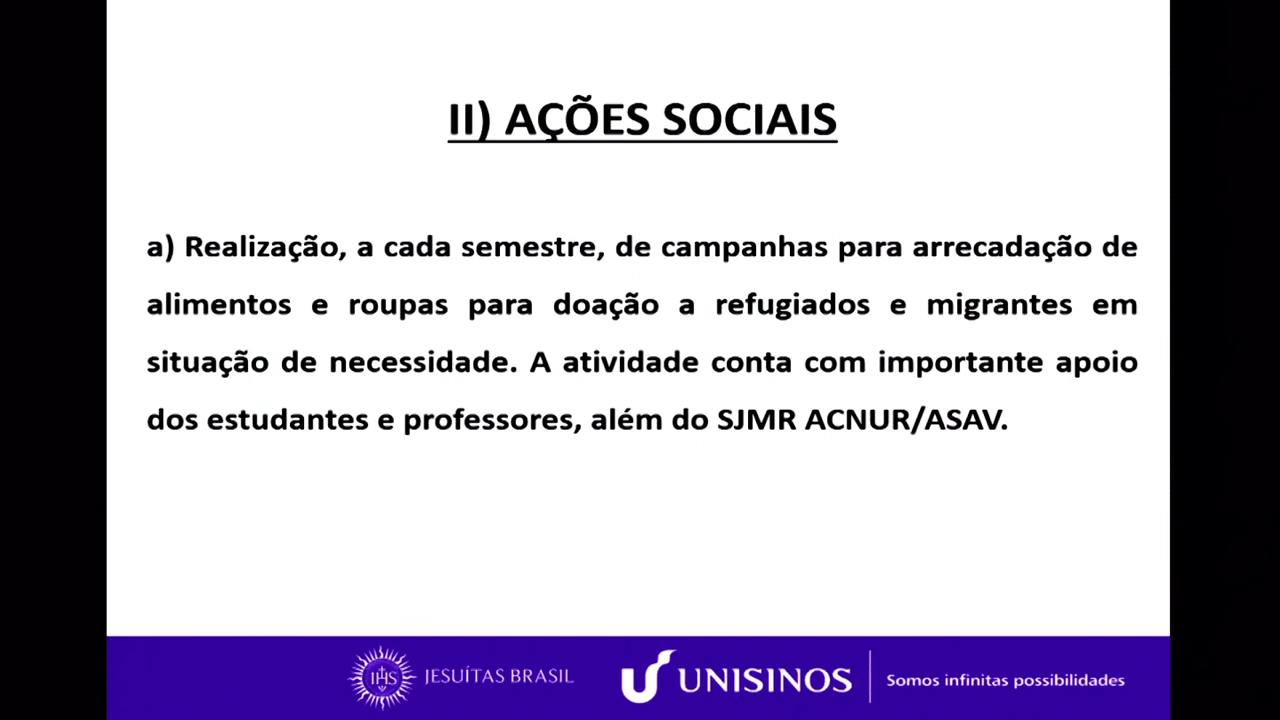 II) AÇÕES SOCIAIS
a) Realização, a cada semestre, de campanhas para arrecadação de
alimentos e roupas para doação a refugiados e migrantes em
situação de necessidade. A atividade conta com importante apoio
dos estudantes e professores, além do SJMR ACNUR/ASAV.
IHS JESUÍTAS BRASIL UNISINOS Somos infinitas possibilidades